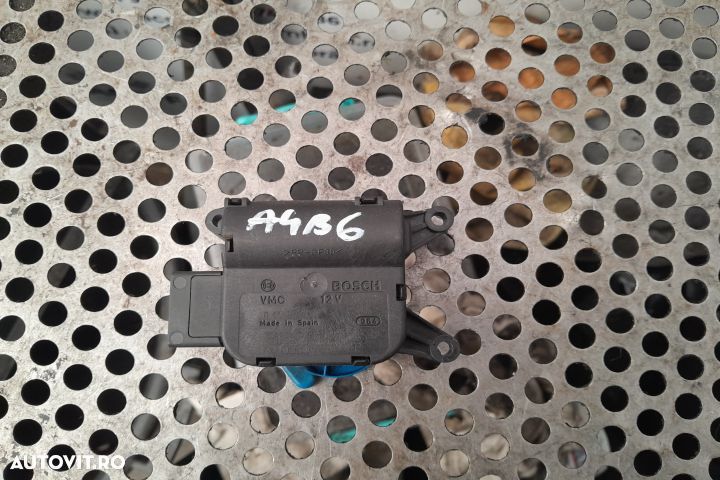 A4B6
BOSCH
VMC 12 V
Made in Spain
AUTOVIT.RO